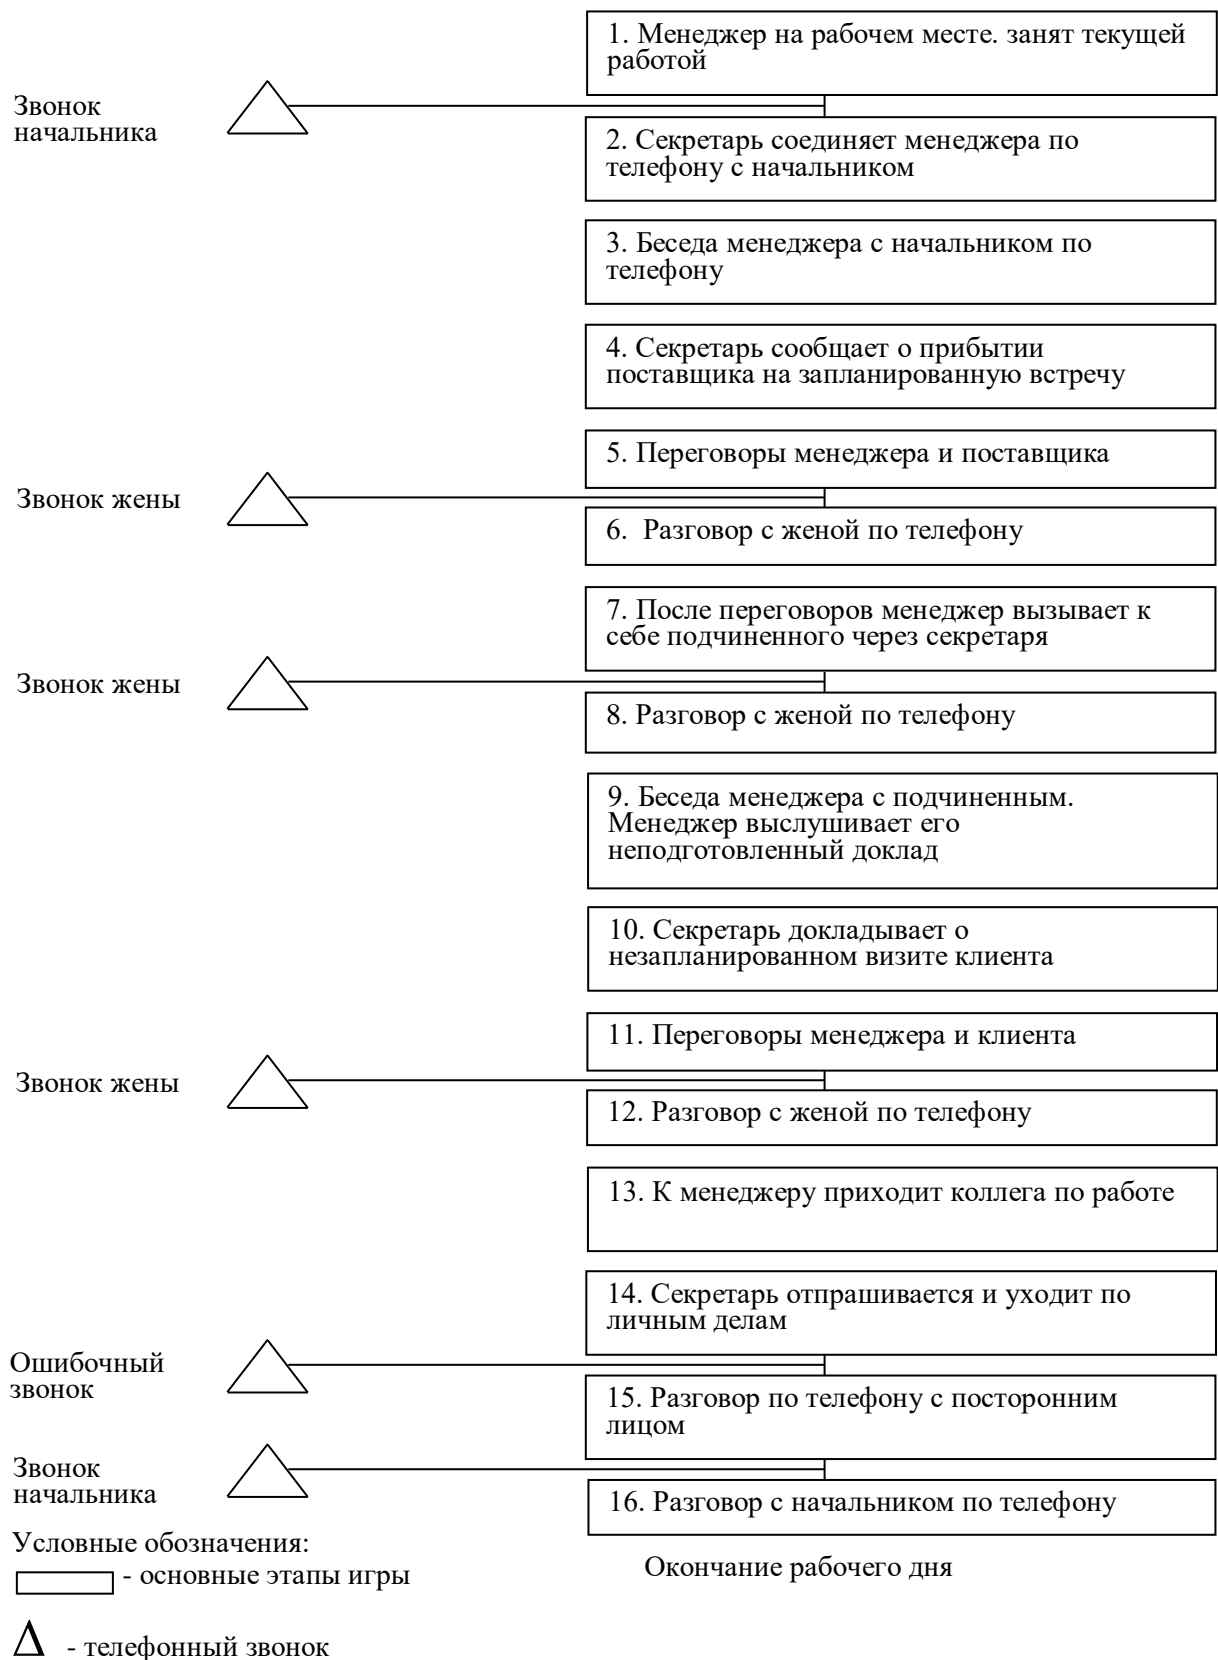 1. Менеджер на рабочем месте. занят текущей
работой
Звонок
начальника
2. Секретарь соединяет менеджера по
телефону с начальником
3. Беседа менеджера с начальником по
телефону
4. Секретарь сообщает о прибытии
поставщика на запланированную встречу
5. Переговоры менеджера и поставщика
Звонок жены
6. Разговор с женой по телефону
7. После переговоров менеджер вызывает к
себе подчиненного через секретаря
Звонок жены
8. Разговор с женой по телефону
9. Беседа менеджера с подчиненным.
Менеджер выслушивает его
неподготовленный доклад
10. Секретарь докладывает о
незапланированном визите клиента
11. Переговоры менеджера и клиента
Звонок жены
12. Разговор с женой по телефону
13. К менеджеру приходит коллега по работе
14. Секретарь отпрашивается и уходит по
личным делам
Ошибочный
звонок
15. Разговор по телефону с посторонним
лицом
Звонок
начальника
16. Разговор с начальником по телефону
Окончание рабочего дня
Условные обозначения:
- основные этапы игры
Δ - телефонный звонок